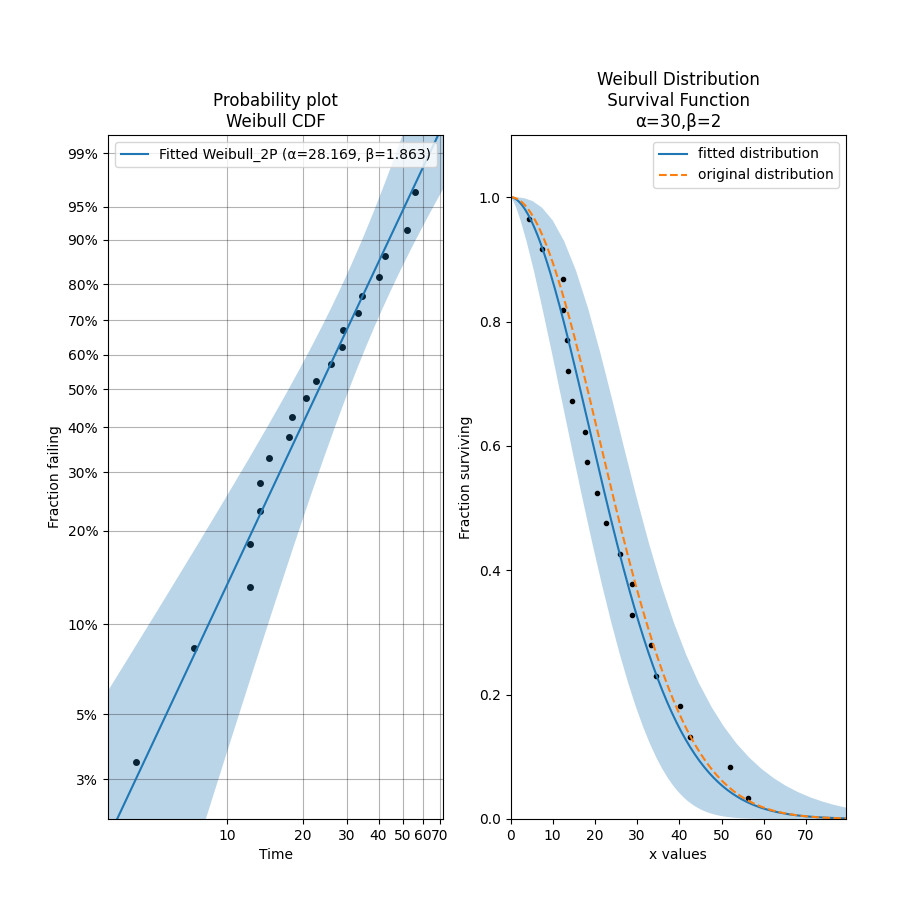 Probability plot
Weibull CDF
Fitted Weibull_2P (α=28.169, β=1.863)
99%
95%
90%
80%
70%
60%
50%
40%
30%
20%
10%
5%
3%
Fraction failing
10 20 30 40 50 60 70
Time
Weibull Distribution
Survival Function
α=30,β=2
fitted distribution
original distribution
1.0
0.8
0.6
0.4
0.2
0.0
Fraction surviving
0 10 20 30 40 50 60 70
x values